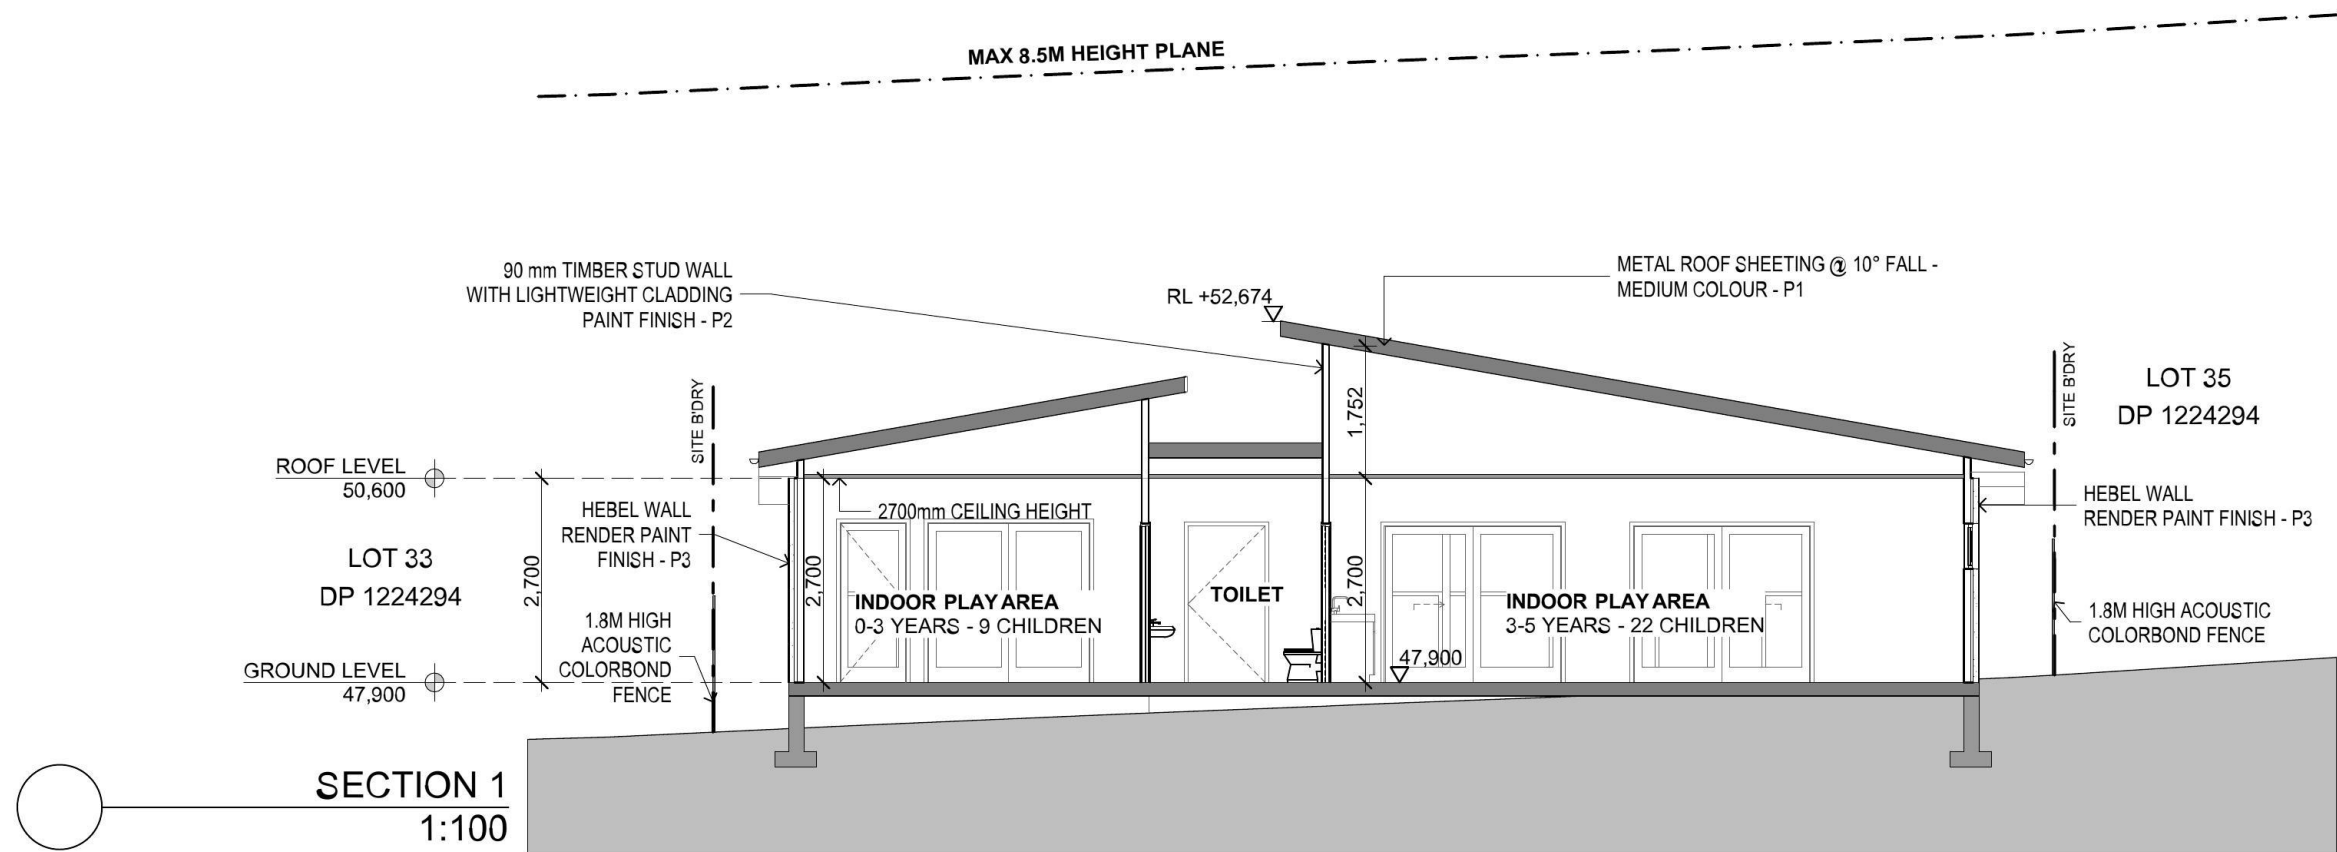 MAX 8.5M HEIGHT PLANE
90 mm TIMBER STUD WALL
WITH LIGHTWEIGHT CLADDING
PAINT FINISH - P2
RL +52,674
METAL ROOF SHEETING @ 10° FALL -
MEDIUM COLOUR - P1
SITE B'DRY
1,752
SITE B'DRY
LOT 35
DP 1224294
ROOF LEVEL
50,600
HEBEL WALL
RENDER PAINT
FINISH - P3
2700mm CEILING HEIGHT
HEBEL WALL
RENDER PAINT FINISH - P3
LOT 33
DP 1224294
2,700
2,700
2,700
INDOOR PLAY AREA
0-3 YEARS - 9 CHILDREN
TOILET
INDOOR PLAY AREA
3-5 YEARS - 22 CHILDREN
1.8M HIGH
ACOUSTIC
COLORBOND
FENCE
1.8M HIGH ACOUSTIC
COLORBOND FENCE
47,900
GROUND LEVEL
47,900
SECTION 1
1:100